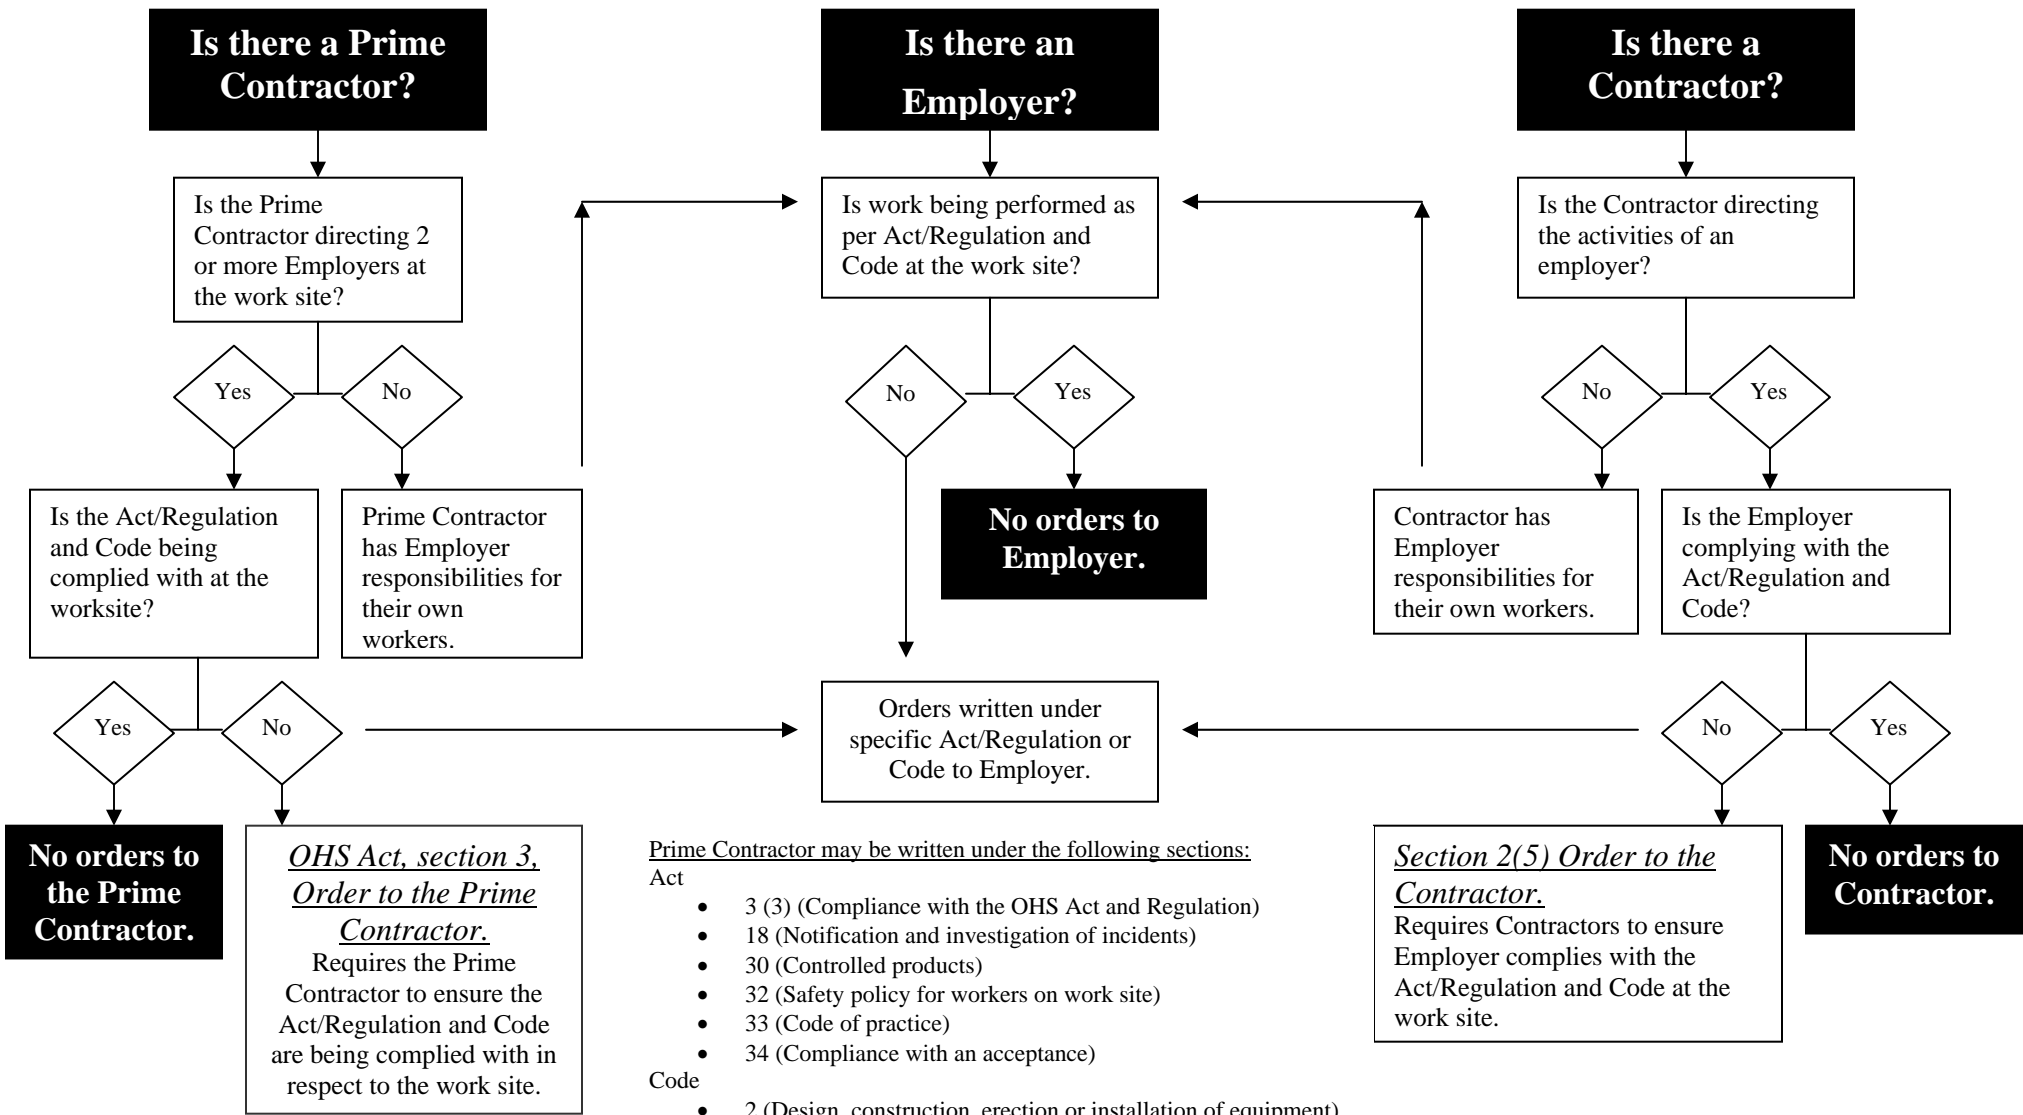 Is there a Prime
Contractor?
Is the Prime
Contractor directing 2
or more Employers at
the work site?
Yes
No
Is the Act/Regulation
and Code being
complied with at the
worksite?
Prime Contractor
has Employer
responsibilities for
their own
workers.
Yes
No
No orders to
the Prime
Contractor.
OHS Act, section 3,
Order to the Prime
Contractor.
Requires the Prime
Contractor to ensure the
Act/Regulation and Code
are being complied with in
respect to the work site.
Is there an
Employer?
Is work being performed as
per Act/Regulation and
Code at the work site?
No
Yes
No orders to
Employer.
Orders written under
specific Act/Regulation or
Code to Employer.
Prime Contractor may be written under the following sections:
Act
• 3 (3) (Compliance with the OHS Act and Regulation)
• 18 (Notification and investigation of incidents)
• 30 (Controlled products)
• 32 (Safety policy for workers on work site)
• 33 (Code of practice)
• 34 (Compliance with an acceptance)
Code
• 2 (Design, construction, erection or installation of equipment)
Is there a
Contractor?
Is the Contractor directing
the activities of an
employer?
No
Yes
Contractor has
Employer
responsibilities for
their own workers.
Is the Employer
complying with the
Act/Regulation and
Code?
No
Yes
Section 2(5) Order to the
Contractor.
Requires Contractors to ensure
Employer complies with the
Act/Regulation and Code at the
work site.
No orders to
Contractor.